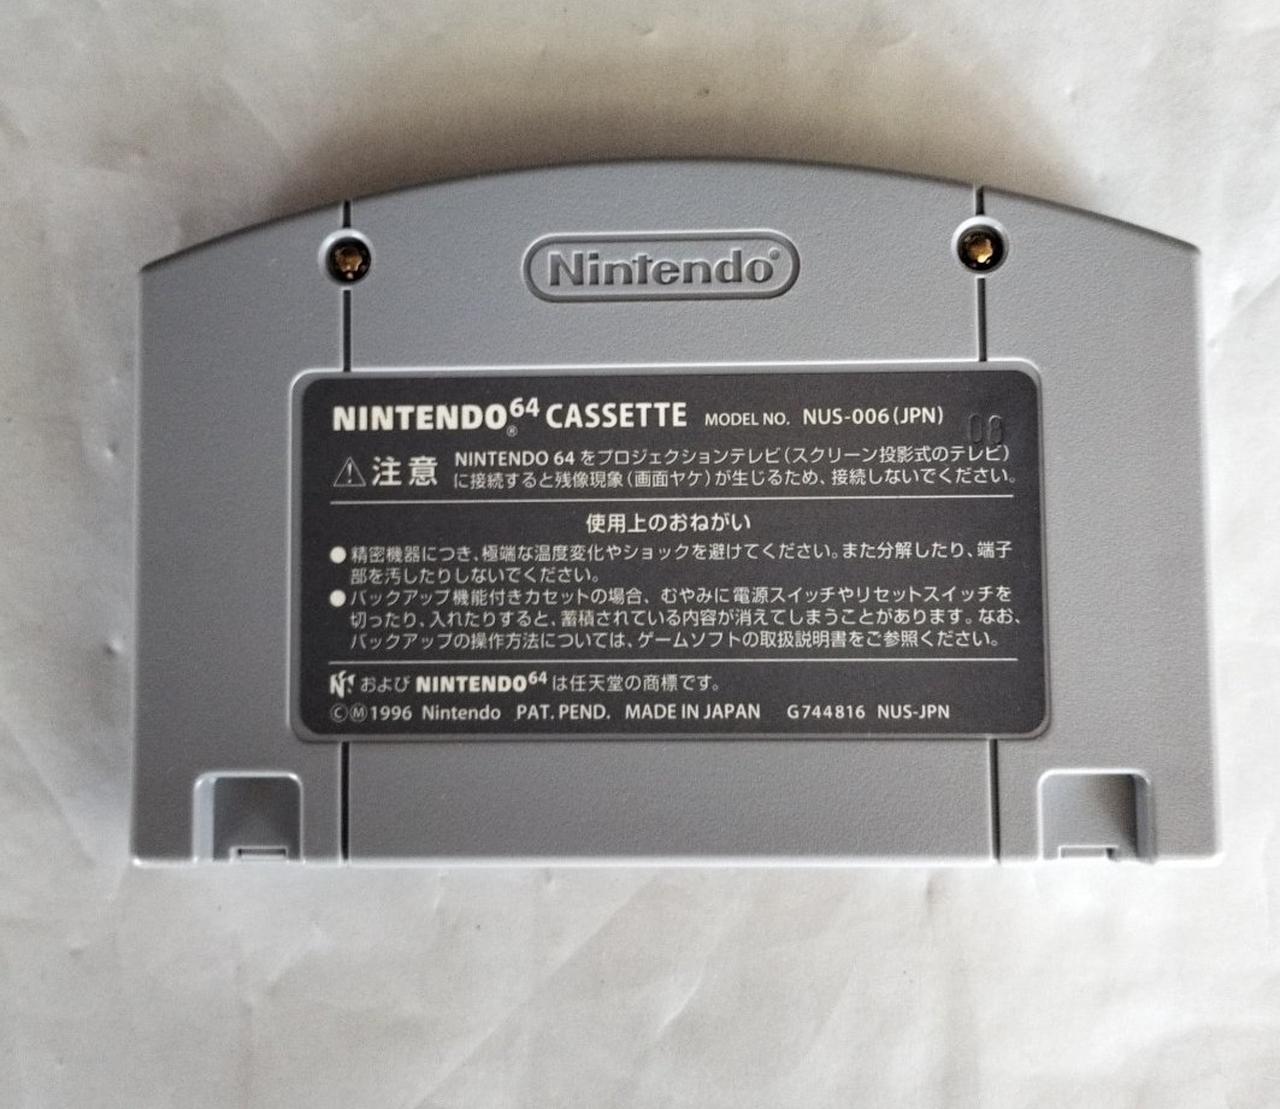 Nintendo®
NINTENDO®64 CASSETTE MODEL NO. NUS-006(JPN)
08
⚠注意 NINTENDO 64 をプロジェクションテレビ(スクリーン投影式のテレビ)
に接続すると残像現象(画面ヤケ)が生じるため、接続しないでください。
使用上のおねがい
●精密機器につき、極端な温度変化やショックを避けてください。また分解したり、端子
部を汚したりしないでください。
●バックアップ機能付きカセットの場合、むやみに電源スイッチやリセットスイッチを
切ったり、入れたりすると、蓄積されている内容が消えてしまうことがあります。なお、
バックアップの操作方法については、ゲームソフトの取扱説明書をご参照ください。
および NINTENDO64 は任天堂の商標です。
ⒸⓂ1996 Nintendo PAT. PEND. MADE IN JAPAN G744816 NUS-JPN